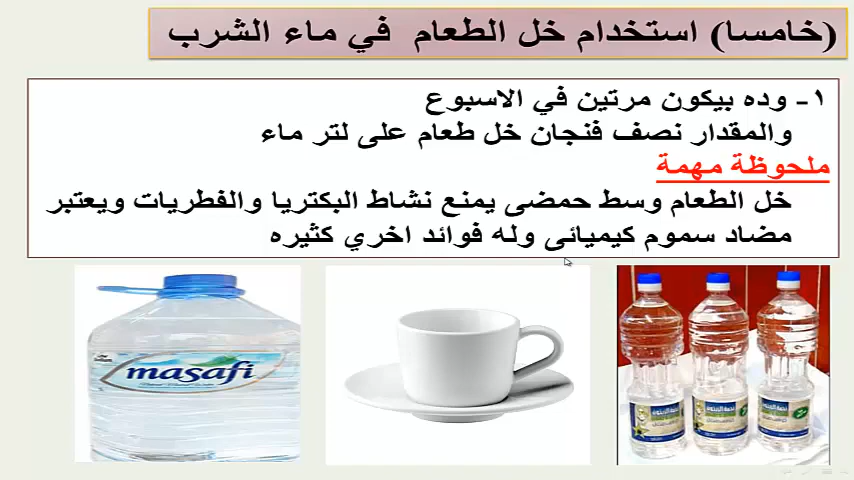 (خامسا) استخدام خل الطعام في ماء الشرب
١- وده بيكون مرتين في الاسبوع
والمقدار نصف فنجان خل طعام على لتر ماء
ملحوظة مهمة
خل الطعام وسط حمضى يمنع نشاط البكتريا والفطريات ويعتبر
مضاد سموم كيميائى وله فوائد اخري كثيره
masafi